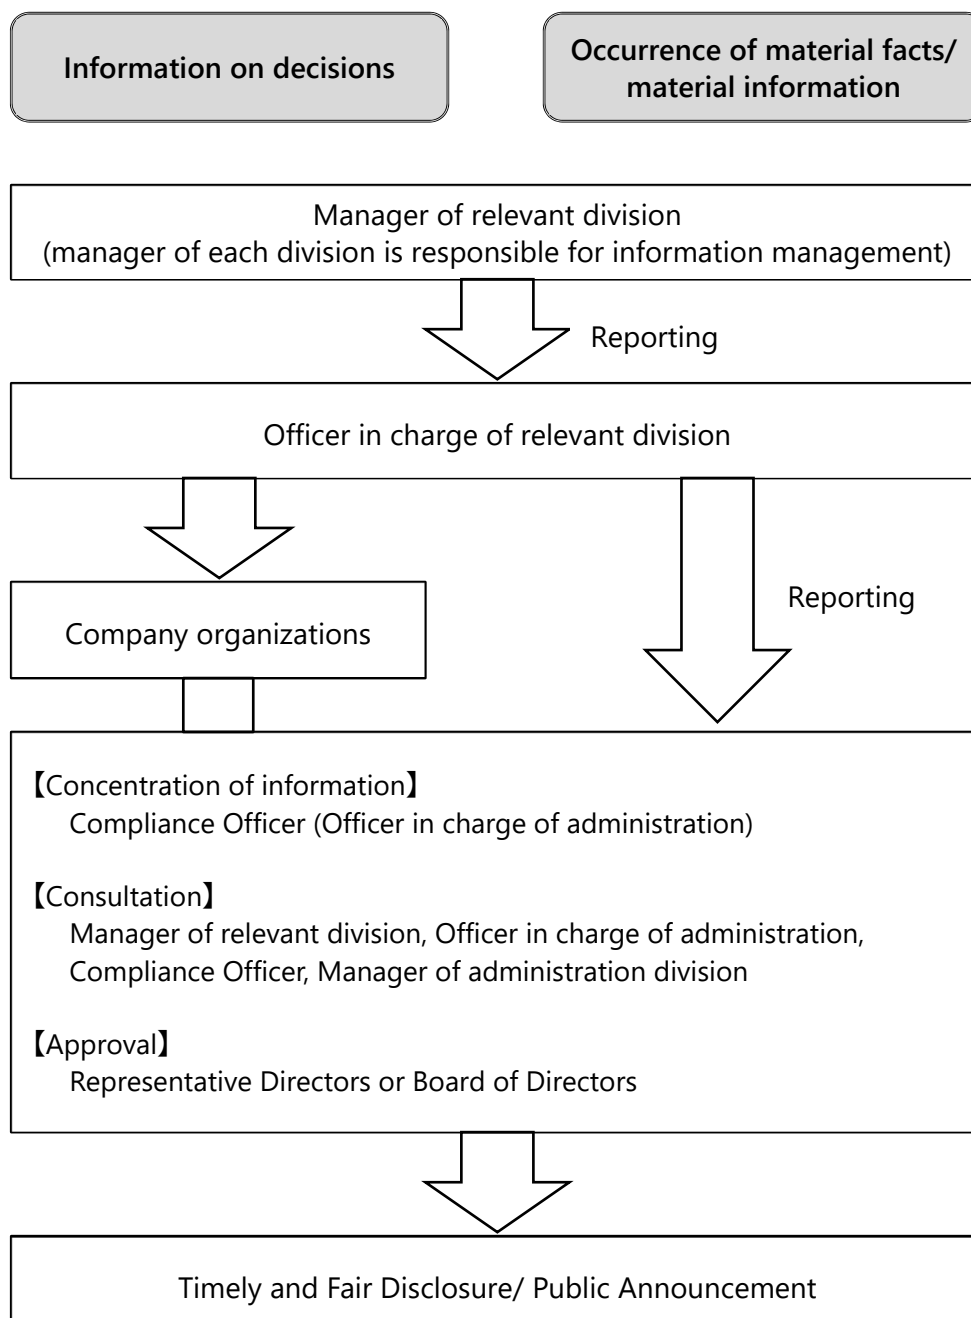 Information on decisions
Occurrence of material facts/
material information
Manager of relevant division
(manager of each division is responsible for information management)
Reporting
Officer in charge of relevant division
Reporting
Company organizations
【Concentration of information】
Compliance Officer (Officer in charge of administration)
【Consultation】
Manager of relevant division, Officer in charge of administration,
Compliance Officer, Manager of administration division
【Approval】
Representative Directors or Board of Directors
Timely and Fair Disclosure/ Public Announcement